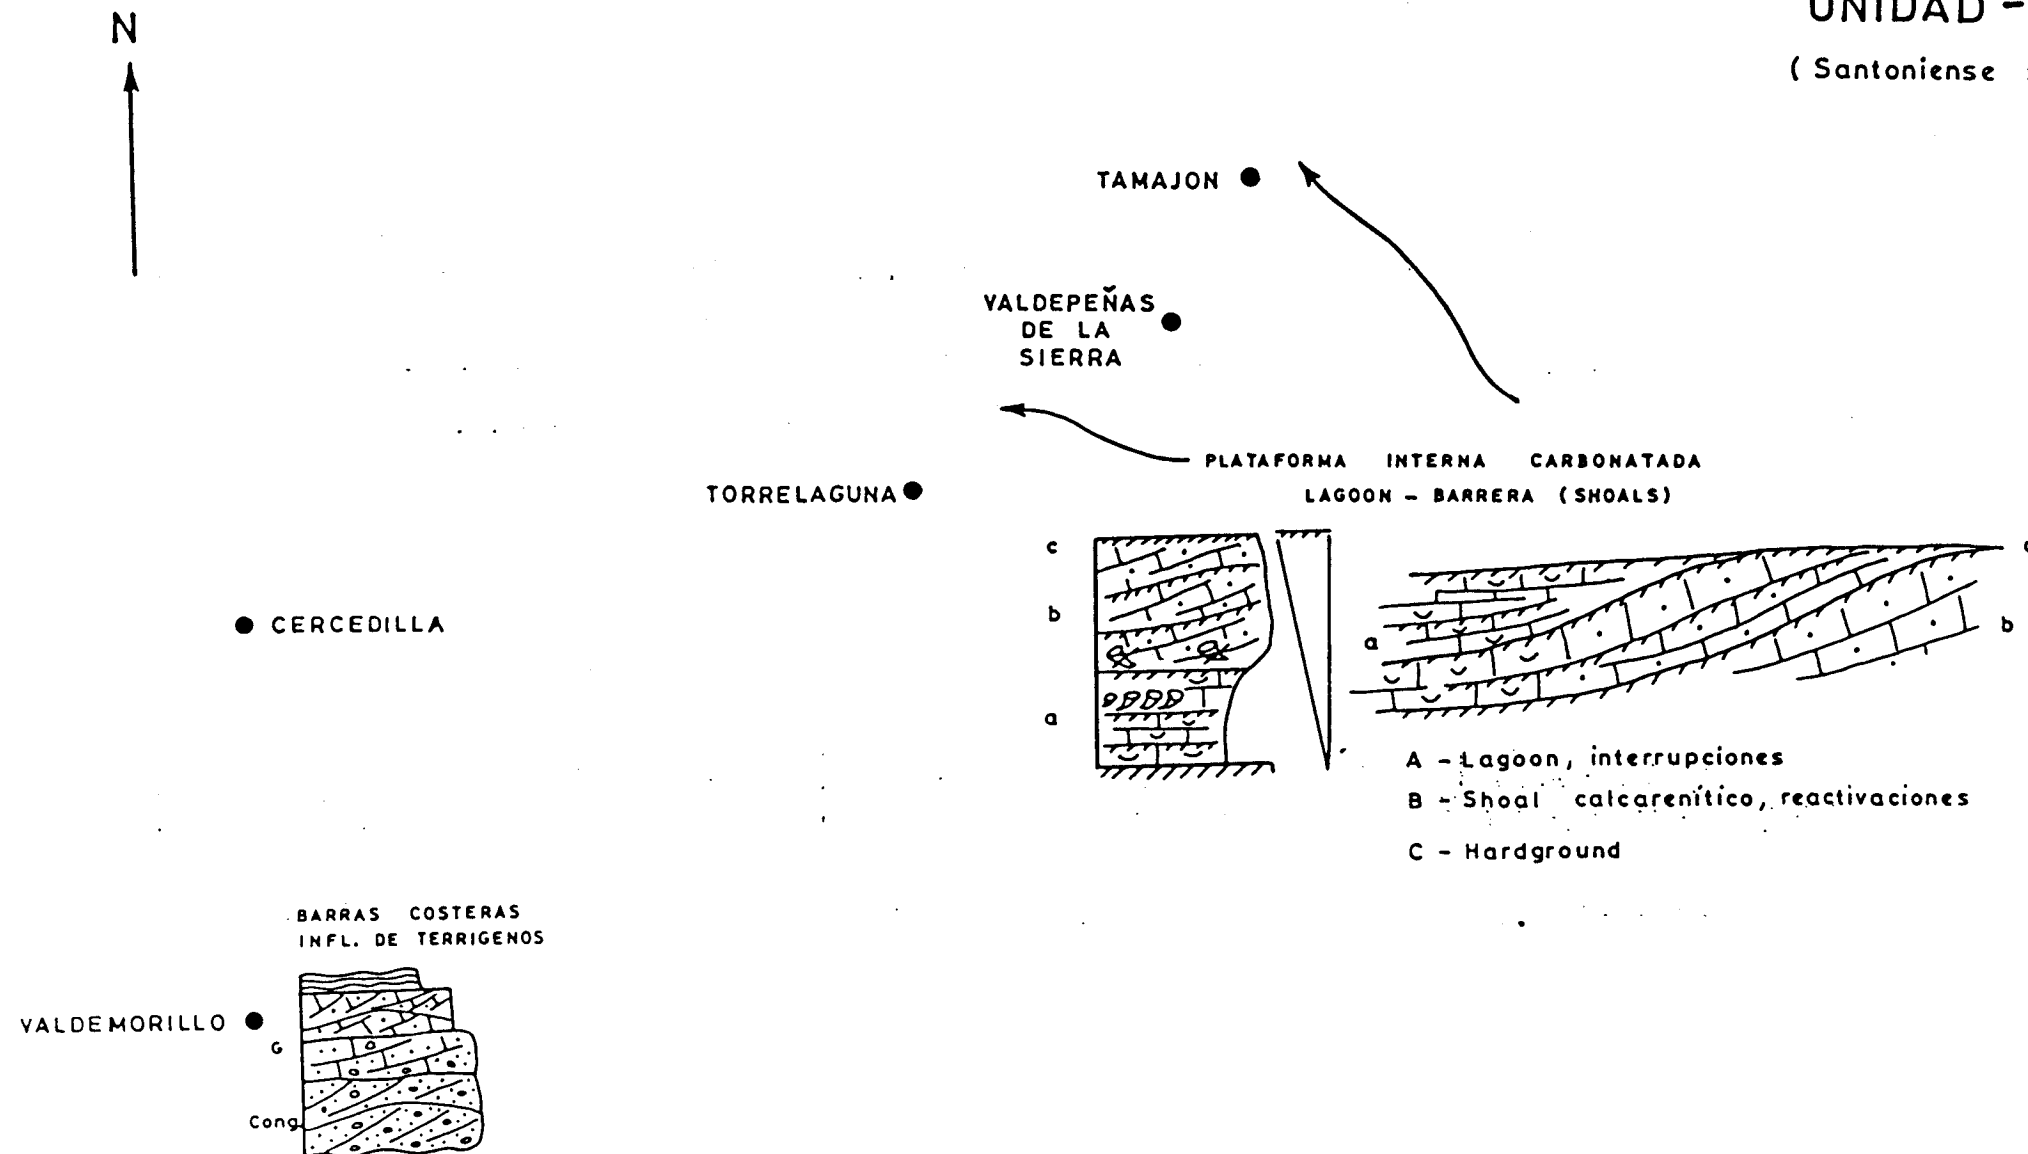 N
UNIDAD -
( Santoniense
TAMAJON
VALDEPEÑAS
DE LA
SIERRA
PLATAFORMA INTERNA CARBONATADA
LAGOON - BARRERA (SHOALS)
TORRELAGUNA
c
b
a
a
b
CERCEDILLA
A - Lagoon, interrupciones
B - Shoal calcarenítico, reactivaciones
C - Hardground
BARRAS COSTERAS
INFL. DE TERRIGENOS
VALDEMORILLO
G
Cong